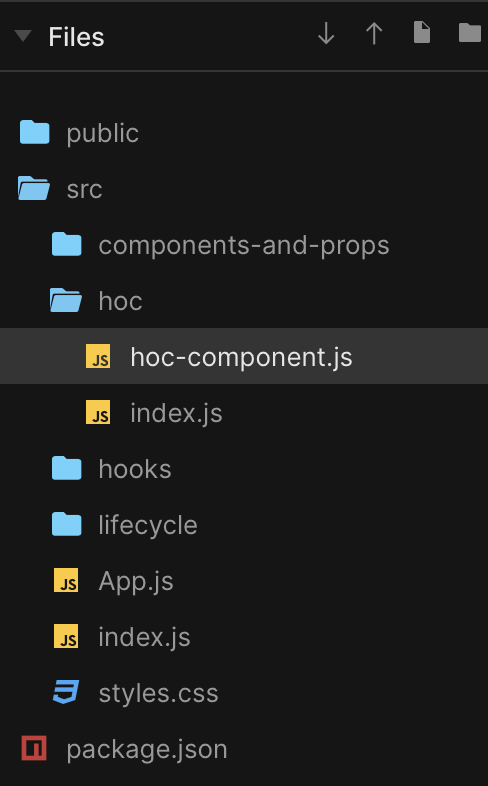 Files
public
src
components-and-props
hoc
JS hoc-component.js
JS index.js
hooks
lifecycle
JS App.js
JS index.js
styles.css
package.json